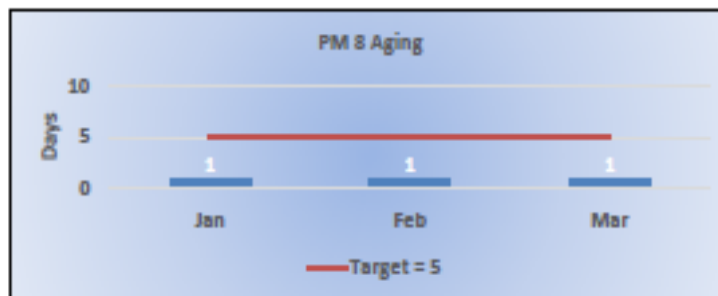 PM 8 Aging
10
Days
5
1 1 1
0
Jan Feb Mar
Target = 5